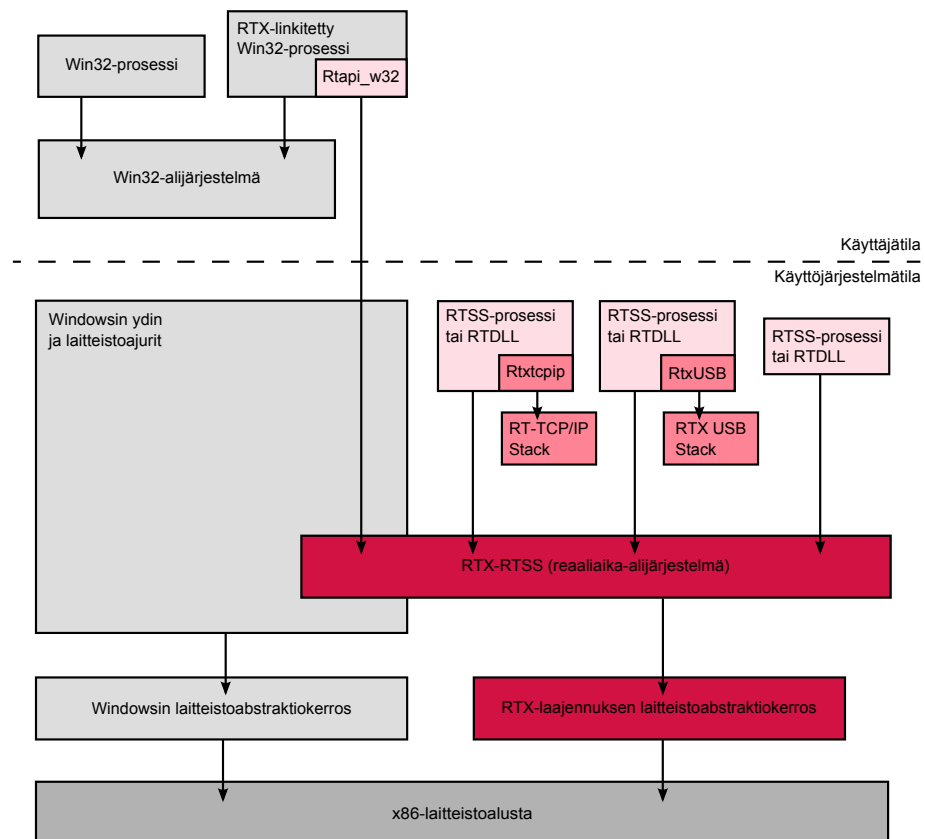 Win32-prosessi
RTX-linkitetty
Win32-prosessi
Rtapi_w32
Win32-alijärjestelmä
Käyttäjätila
Käyttöjärjestelmätila
Windowsin ydin
ja laitteistoajurit
RTSS-prosessi
tai RTDLL
Rtxtcpip
RT-TCP/IP
Stack
RTSS-prosessi
tai RTDLL
RtxUSB
RTX USB
Stack
RTSS-prosessi
tai RTDLL
RTX-RTSS (reaaliaika-alijärjestelmä)
Windowsin laitteistoabstraktiokerros
RTX-laajennuksen laitteistoabstraktiokerros
x86-laitteistoalusta